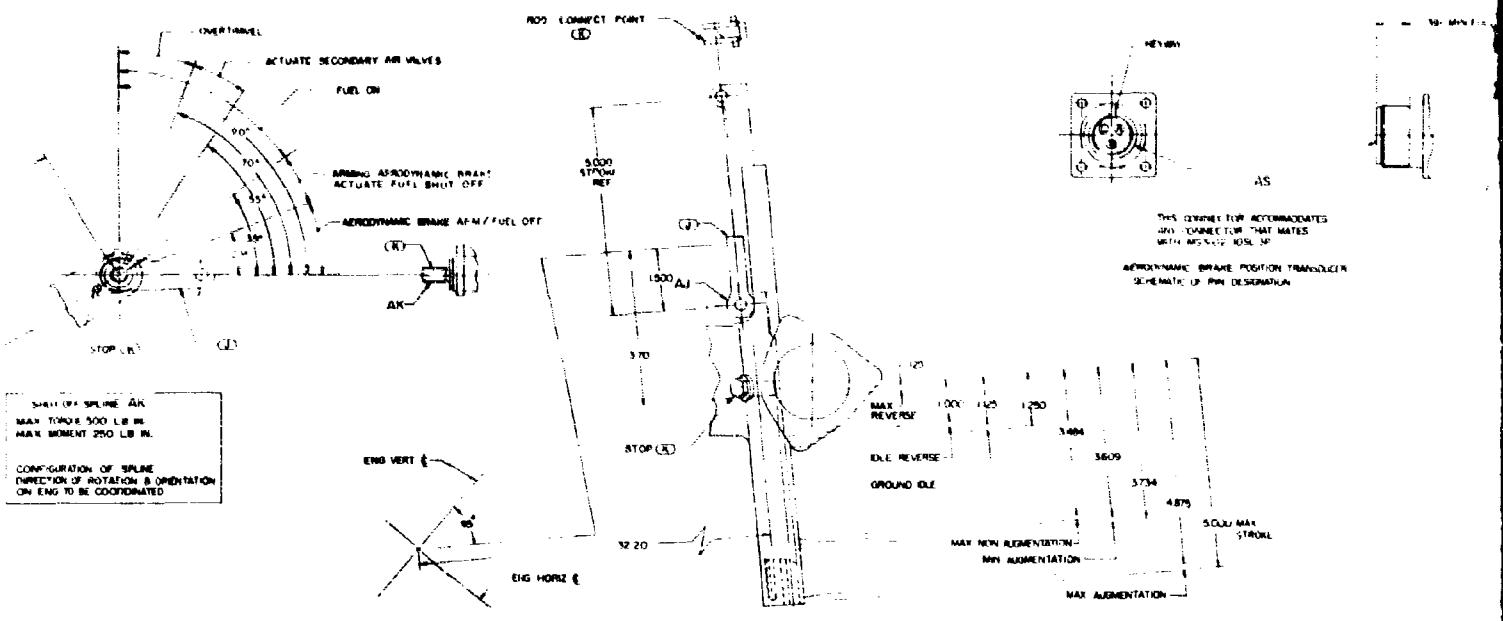 OVERTRAVEL
ACTUATE SECONDARY AIR VALVES
FUEL ON
90°
70°
55°
35°
ARMING AERODYNAMIC BRAKE
ACTUATE FUEL SHUT OFF
AERODYNAMIC BRAKE ARM/FUEL OFF
AK
STOP
SHUT OFF SPLINE AK
MAX TORQUE 500 LB IN.
MAX MOMENT 250 LB IN.
CONFIGURATION OF SPLINE
DIRECTION OF ROTATION & ORIENTATION
ON ENG TO BE COORDINATED
ROD CONNECT POINT
5.000
STROKE
REF
J
1.500
AJ
3.70
STOP
ENG VERT ℄
ENG HORIZ ℄
32.20
KEYWAY
AS
THIS CONNECTOR ACCOMMODATES
ANY CONNECTOR THAT MATES
WITH
AERODYNAMIC BRAKE POSITION TRANSDUCER
SCHEMATIC OF PIN DESIGNATION
.125
MAX
REVERSE
1.000
1.125
1.250
3.484
IDLE REVERSE
3.609
GROUND IDLE
3.734
4.875
5.000 MAX
STROKE
MAX NON AUGMENTATION
MIN AUGMENTATION
MAX AUGMENTATION